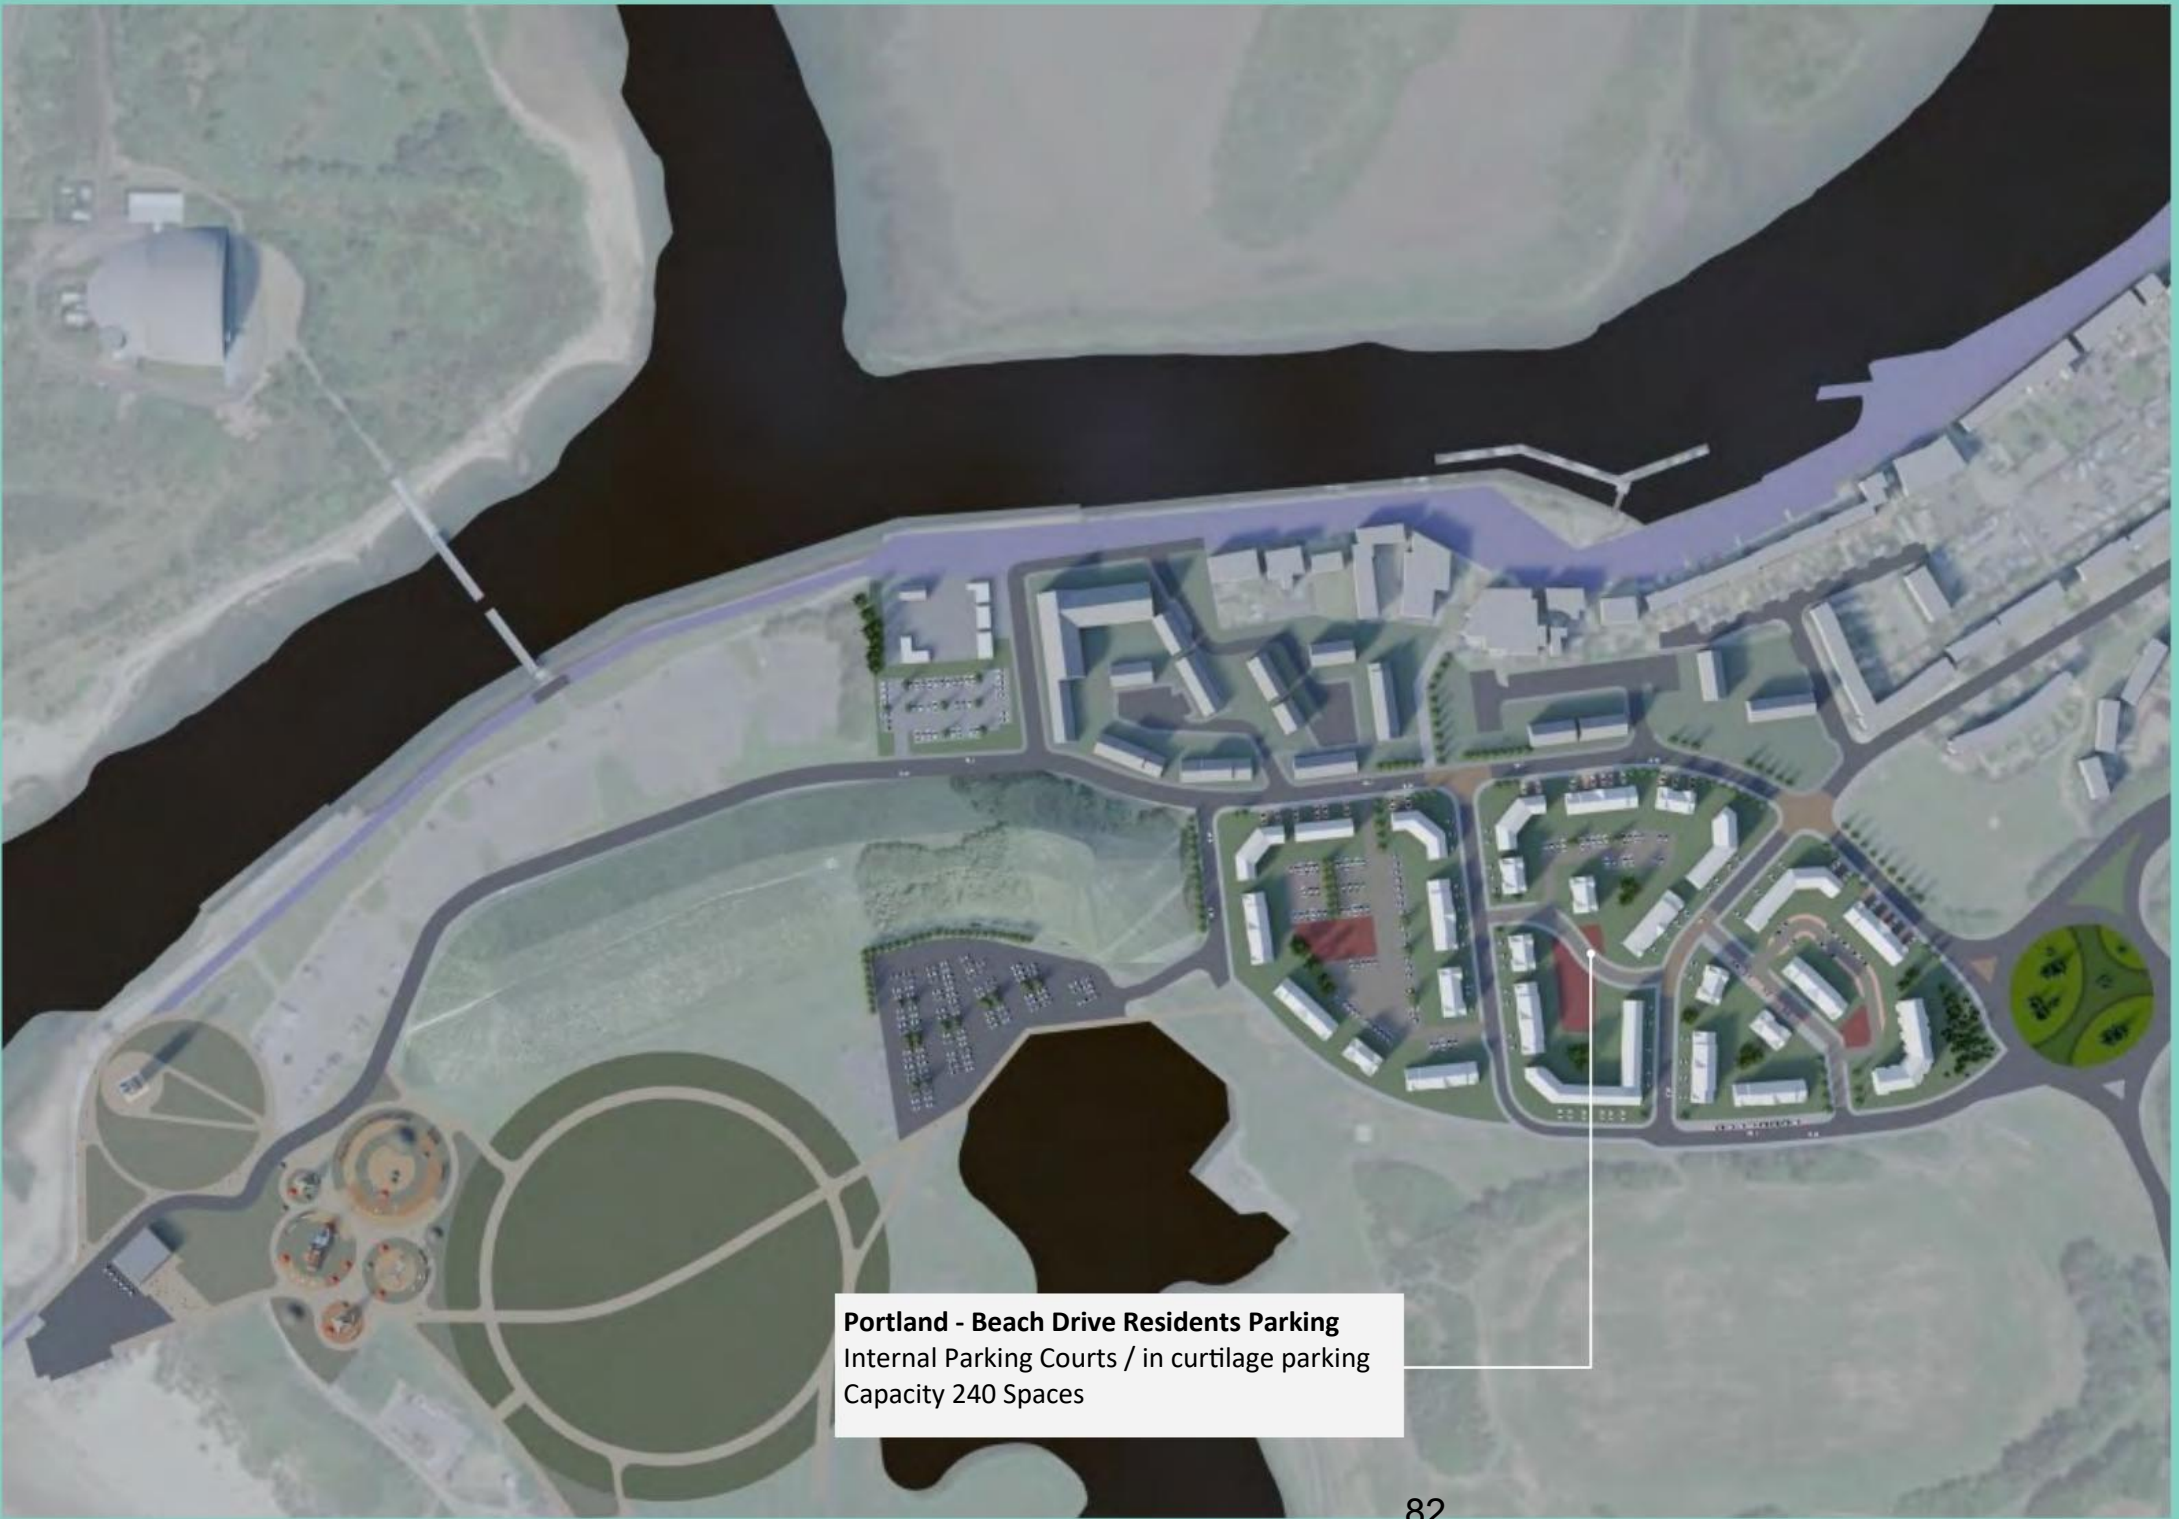 Portland - Beach Drive Residents Parking
Internal Parking Courts / in curtilage parking
Capacity 240 Spaces
82